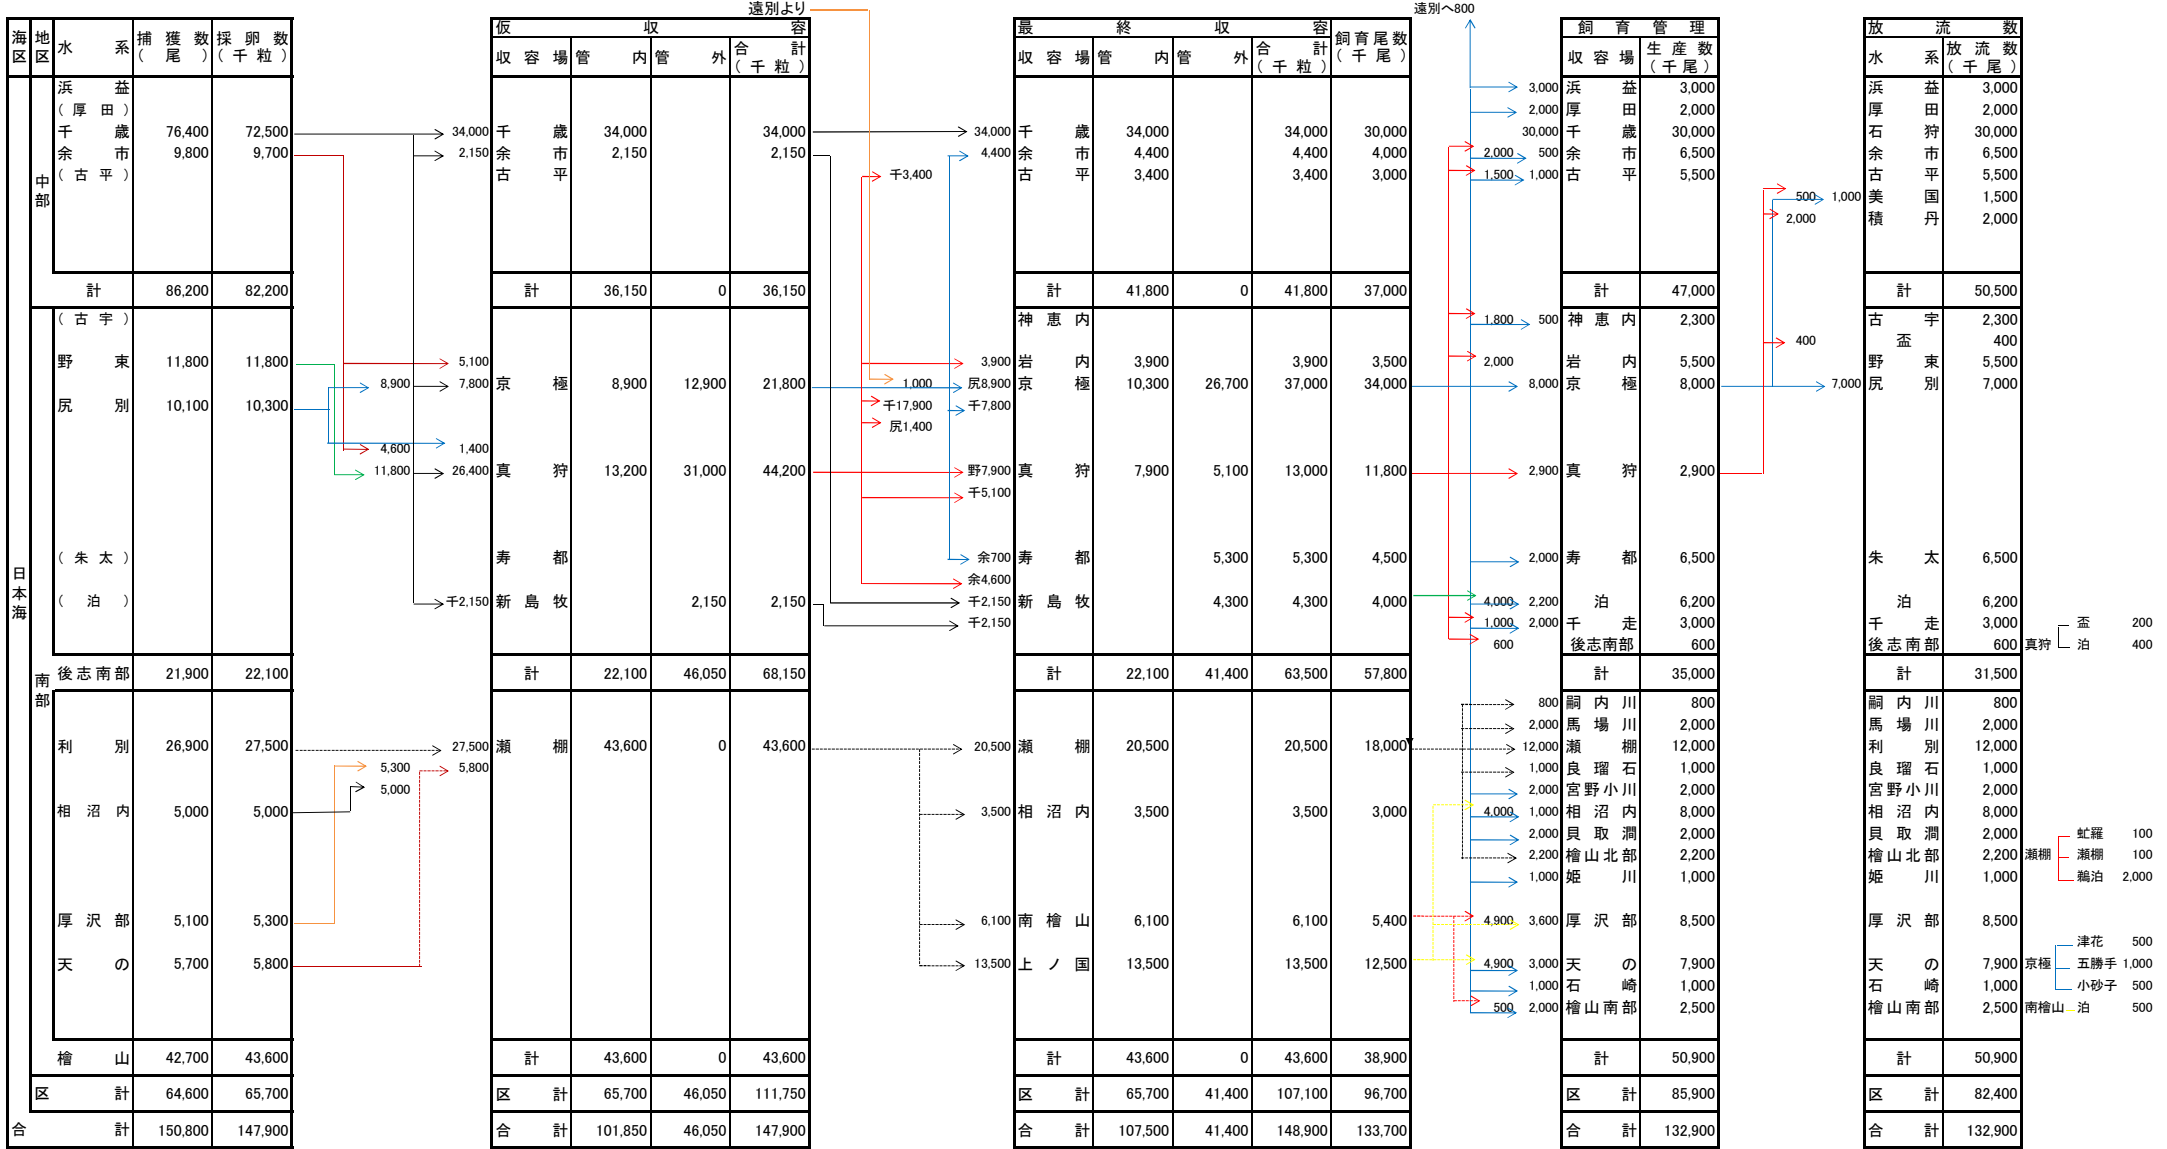 遠別より 遠別へ800
海区 地区 水系 捕獲数(尾) 採卵数(千粒) 仮収容 最終収容 飼育尾数(千尾) 飼育管理 放流数
収容場 管内 管外 合計(千粒) 収容場 管内 管外 合計(千粒) 収容場 生産数(千尾) 水系 放流数(千尾)
日本海 中部 浜益 3,000 浜益 3,000 浜益 3,000
(厚田) 2,000 厚田 2,000 厚田 2,000
千歳 76,400 72,500 34,000 千歳 34,000 34,000 34,000 千歳 34,000 34,000 30,000 30,000 千歳 30,000 石狩 30,000
余市 9,800 9,700 2,150 余市 2,150 2,150 4,400 余市 4,400 4,400 4,000 2,000 500 余市 6,500 余市 6,500
(古平) 古平 千3,400 古平 3,400 3,400 3,000 1,500 1,000 古平 5,500 古平 5,500
500 1,000 美国 1,500
2,000 積丹 2,000
計 86,200 82,200 計 36,150 0 36,150 計 41,800 0 41,800 37,000 計 47,000 計 50,500
南部 (古宇) 神恵内 1,800 500 神恵内 2,300 古宇 2,300
400 盃 400
野束 11,800 11,800 5,100 3,900 岩内 3,900 3,900 3,500 2,000 岩内 5,500 野束 5,500
8,900 7,800 京極 8,900 12,900 21,800 1,000 尻8,900 京極 10,300 26,700 37,000 34,000 8,000 京極 8,000 7,000 尻別 7,000
尻別 10,100 10,300 千17,900 千7,800
尻1,400
4,600 1,400
11,800 26,400 真狩 13,200 31,000 44,200 野7,900 真狩 7,900 5,100 13,000 11,800 2,900 真狩 2,900
千5,100
(朱太) 寿都 余700 寿都 5,300 5,300 4,500 2,000 寿都 6,500 朱太 6,500
余4,600
(泊) 千2,150 新島牧 2,150 2,150 千2,150 新島牧 4,300 4,300 4,000 4,000 2,200 泊 6,200 泊 6,200
千2,150 1,000 2,000 千走 3,000 千走 3,000 盃 200
600 後志南部 600 後志南部 600 真狩 泊 400
後志南部 21,900 22,100 計 22,100 46,050 68,150 計 22,100 41,400 63,500 57,800 計 35,000 計 31,500
800 嗣内川 800 嗣内川 800
2,000 馬場川 2,000 馬場川 2,000
利別 26,900 27,500 27,500 瀬棚 43,600 0 43,600 20,500 瀬棚 20,500 20,500 18,000 12,000 瀬棚 12,000 利別 12,000
5,300 5,800 1,000 良瑠石 1,000 良瑠石 1,000
5,000 2,000 宮野小川 2,000 宮野小川 2,000
相沼内 5,000 5,000 3,500 相沼内 3,500 3,500 3,000 4,000 1,000 相沼内 8,000 相沼内 8,000
2,000 貝取澗 2,000 貝取澗 2,000 虻羅 100
2,200 檜山北部 2,200 檜山北部 2,200 瀬棚 瀬棚 100
1,000 姫川 1,000 姫川 1,000 鵜泊 2,000
厚沢部 5,100 5,300 6,100 南檜山 6,100 6,100 5,400 4,900 3,600 厚沢部 8,500 厚沢部 8,500
津花 500
天の 5,700 5,800 13,500 上ノ国 13,500 13,500 12,500 4,900 3,000 天の 7,900 天の 7,900 京極 五勝手 1,000
1,000 石崎 1,000 石崎 1,000 小砂子 500
500 2,000 檜山南部 2,500 檜山南部 2,500 南檜山 泊 500
檜山 42,700 43,600 計 43,600 0 43,600 計 43,600 0 43,600 38,900 計 50,900 計 50,900
区計 64,600 65,700 区計 65,700 46,050 111,750 区計 65,700 41,400 107,100 96,700 区計 85,900 区計 82,400
合計 150,800 147,900 合計 101,850 46,050 147,900 合計 107,500 41,400 148,900 133,700 合計 132,900 合計 132,900